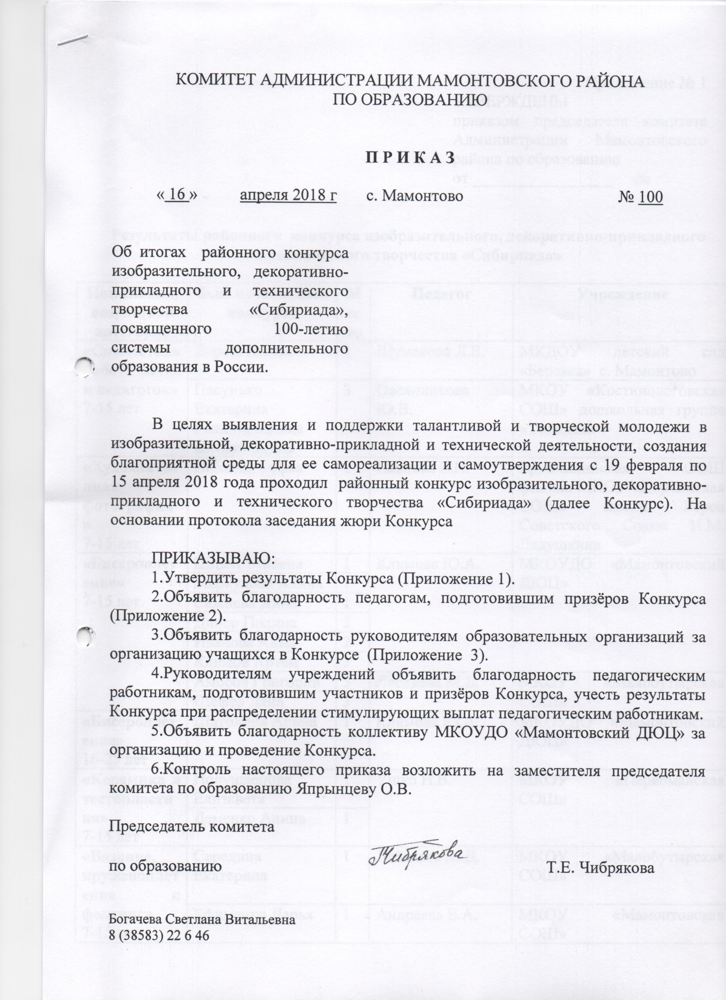 КОМИТЕТ АДМИНИСТРАЦИИ МАМОНТОВСКОГО РАЙОНА
ПО ОБРАЗОВАНИЮ
П Р И К А З
« 16 » апреля 2018 г с. Мамонтово № 100
Об итогах районного конкурса
изобразительного, декоративно-
прикладного и технического
творчества «Сибириада»,
посвященного 100-летию
системы дополнительного
образования в России.
В целях выявления и поддержки талантливой и творческой молодежи в
изобразительной, декоративно-прикладной и технической деятельности, создания
благоприятной среды для ее самореализации и самоутверждения с 19 февраля по
15 апреля 2018 года проходил районный конкурс изобразительного, декоративно-
прикладного и технического творчества «Сибириада» (далее Конкурс). На
основании протокола заседания жюри Конкурса
ПРИКАЗЫВАЮ:
1.Утвердить результаты Конкурса (Приложение 1).
2.Объявить благодарность педагогам, подготовившим призёров Конкурса
(Приложение 2).
3.Объявить благодарность руководителям образовательных организаций за
организацию учащихся в Конкурсе (Приложение 3).
4.Руководителям учреждений объявить благодарность педагогическим
работникам, подготовившим участников и призёров Конкурса, учесть результаты
Конкурса при распределении стимулирующих выплат педагогическим работникам.
5.Объявить благодарность коллективу МКОУДО «Мамонтовский ДЮЦ» за
организацию и проведение Конкурса.
6.Контроль настоящего приказа возложить на заместителя председателя
комитета по образованию Япрынцеву О.В.
Председатель комитета
по образованию Чибрякова Т.Е. Чибрякова
Богачева Светлана Витальевна
8 (38583) 22 6 46